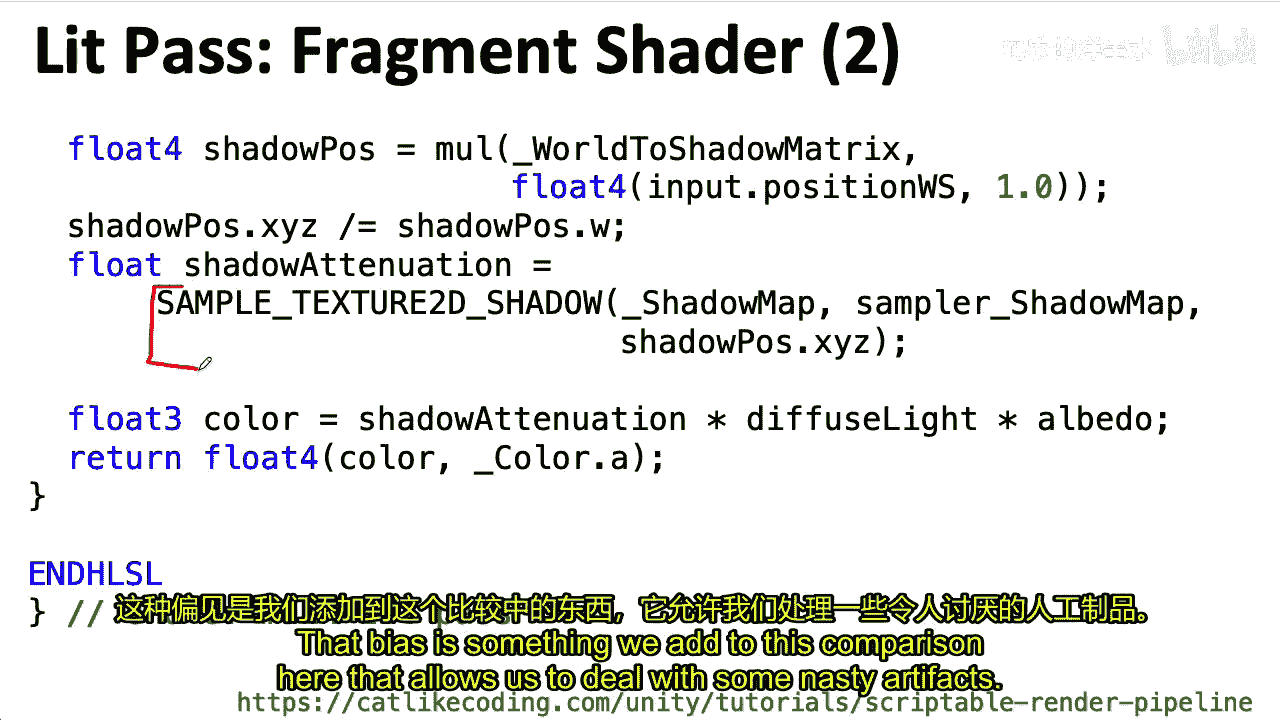 Lit Pass: Fragment Shader (2)
float4 shadowPos = mul(_WorldToShadowMatrix,
float4(input.positionWS, 1.0));
shadowPos.xyz /= shadowPos.w;
float shadowAttenuation =
SAMPLE_TEXTURE2D_SHADOW(_ShadowMap, sampler_ShadowMap,
shadowPos.xyz);
float3 color = shadowAttenuation * diffuseLight * albedo;
return float4(color, _Color.a);
}
ENDHLSL
} //
这种偏见是我们添加到这个比较中的东西，它允许我们处理一些令人讨厌的人工制品。
That bias is something we add to this comparison
here that allows us to deal with some nasty artifacts.
https://catlikecoding.com/unity/tutorials/scriptable-render-pipeline